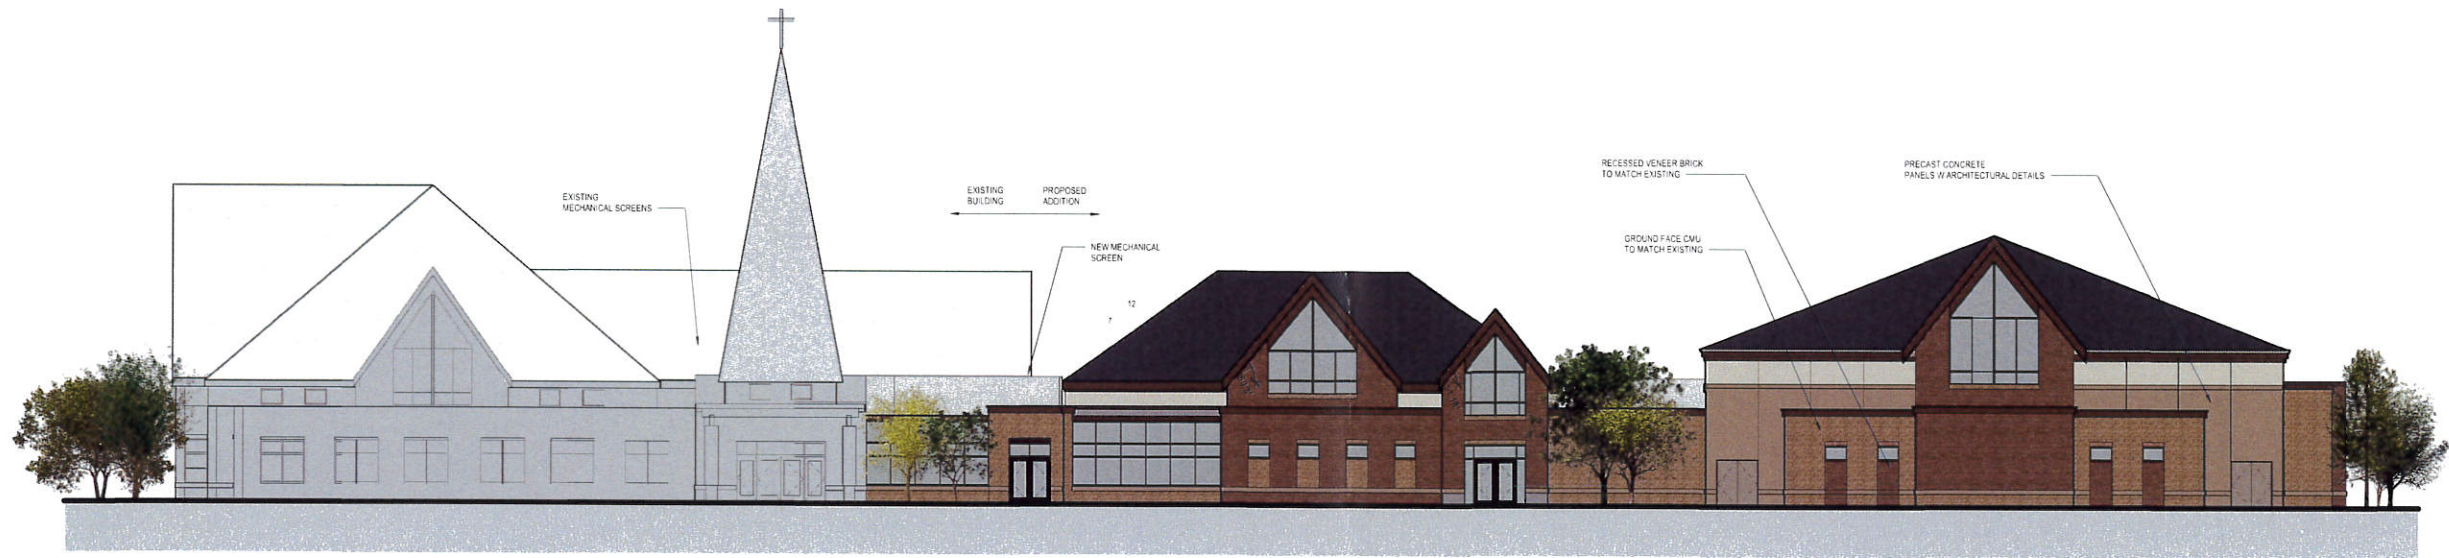 EXISTING
MECHANICAL SCREENS
EXISTING
BUILDING
PROPOSED
ADDITION
NEW MECHANICAL
SCREEN
12
7
RECESSED VENEER BRICK
TO MATCH EXISTING
GROUND FACE CMU
TO MATCH EXISTING
PRECAST CONCRETE
PANELS W/ ARCHITECTURAL DETAILS